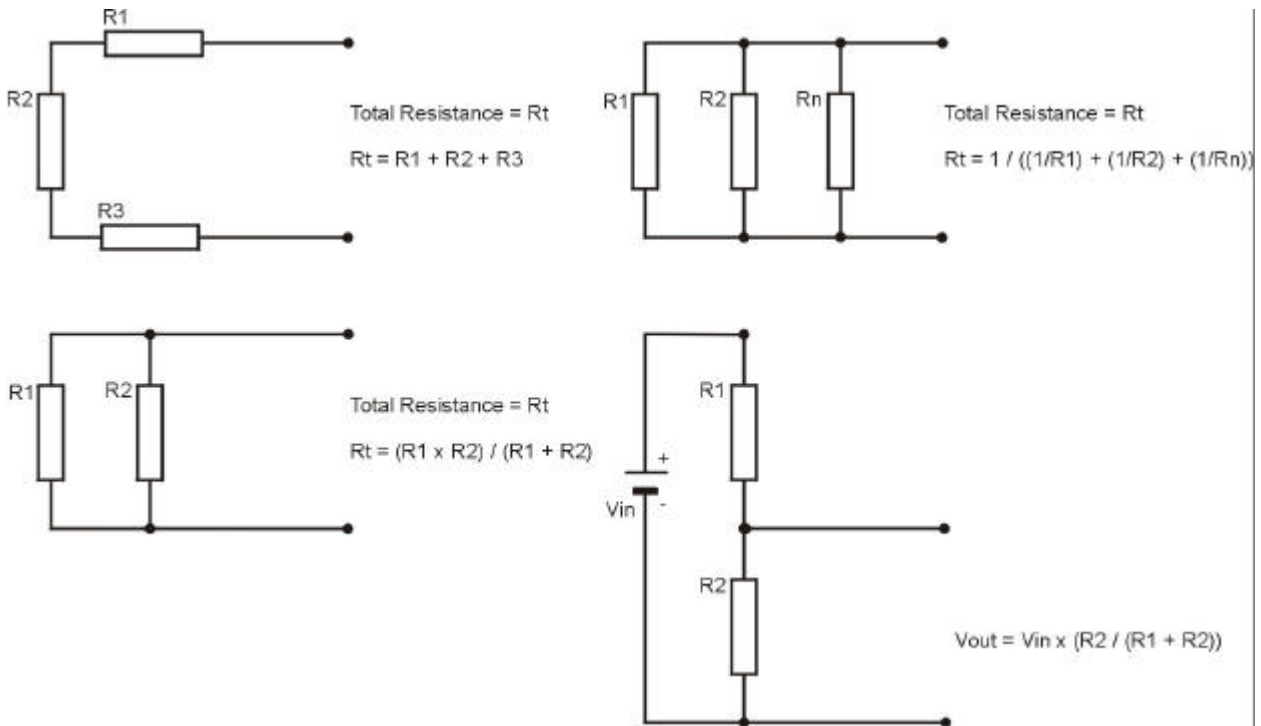 R1
R2
Total Resistance = Rt
Rt = R1 + R2 + R3
R3
R1
R2
Rn
Total Resistance = Rt
Rt = 1 / ((1/R1) + (1/R2) + (1/Rn))
R1
R2
Total Resistance = Rt
Rt = (R1 x R2) / (R1 + R2)
R1
+
Vin
-
R2
Vout = Vin x (R2 / (R1 + R2))